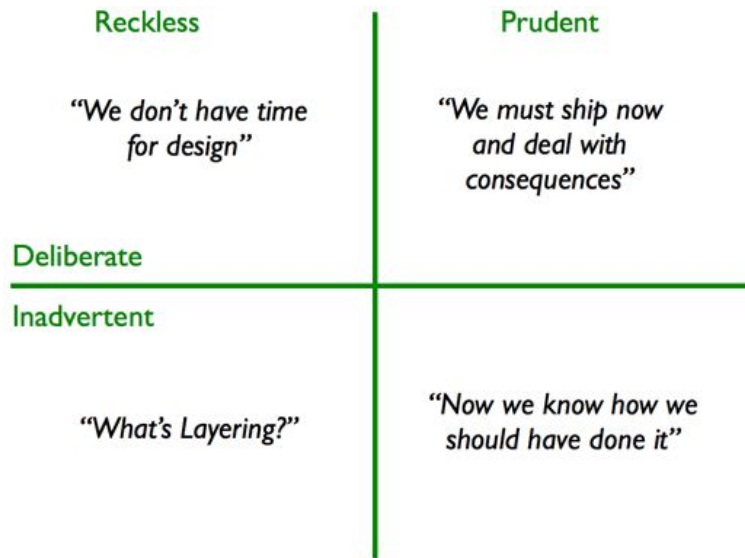 Reckless
Prudent
“We don’t have time
for design”
“We must ship now
and deal with
consequences”
Deliberate
Inadvertent
“What’s Layering?”
“Now we know how we
should have done it”